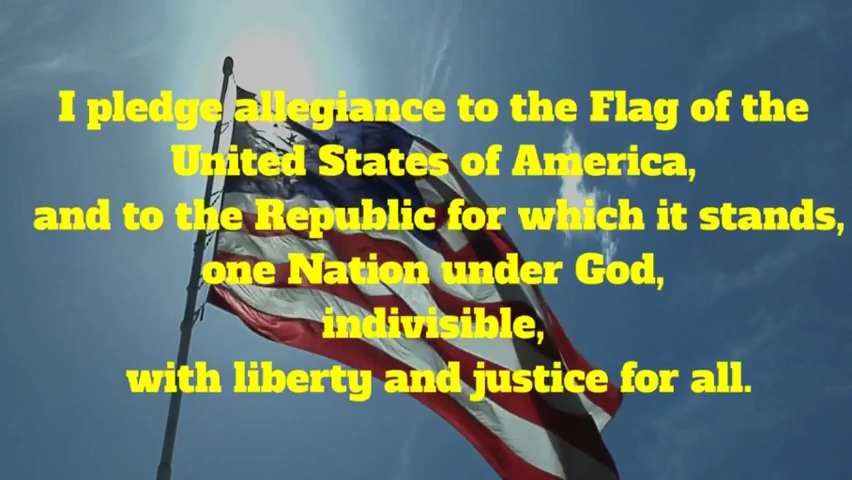 I pledge allegiance to the Flag of the
United States of America,
and to the Republic for which it stands,
one Nation under God,
indivisible,
with liberty and justice for all.